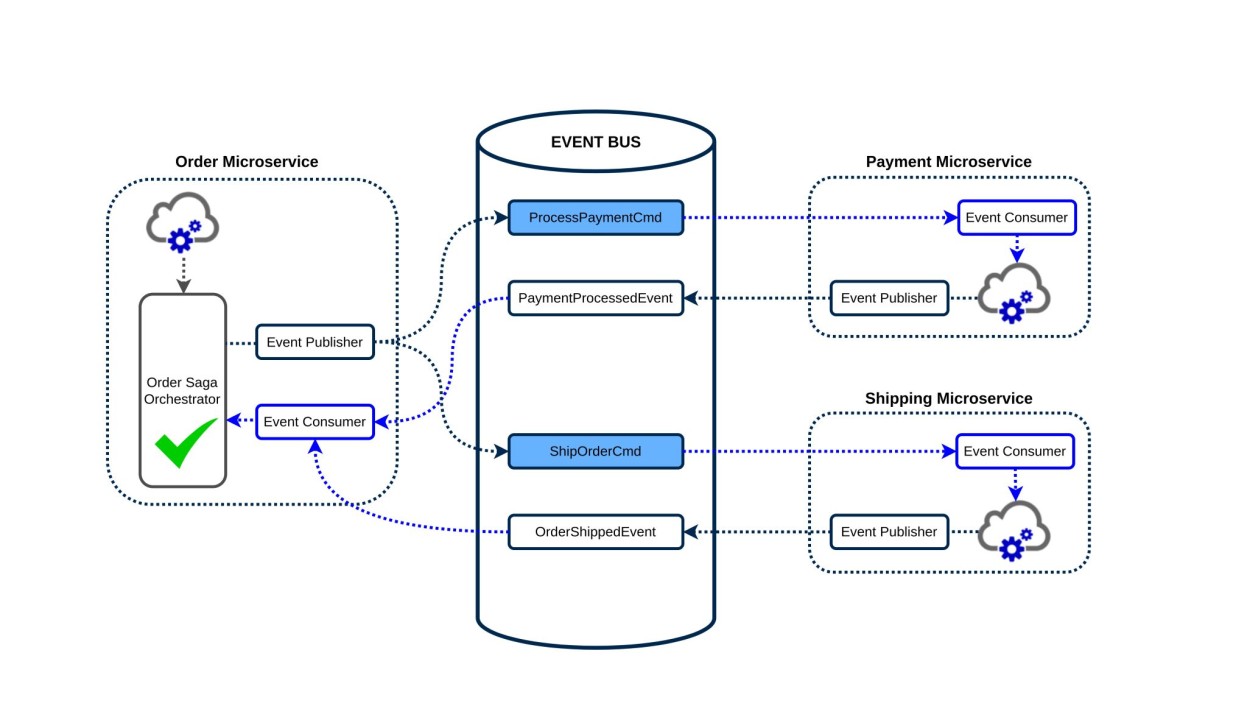 EVENT BUS
Order Microservice
Payment Microservice
ProcessPaymentCmd
Event Consumer
PaymentProcessedEvent
Event Publisher
Event Publisher
Order Saga
Orchestrator
Event Consumer
Shipping Microservice
ShipOrderCmd
Event Consumer
OrderShippedEvent
Event Publisher